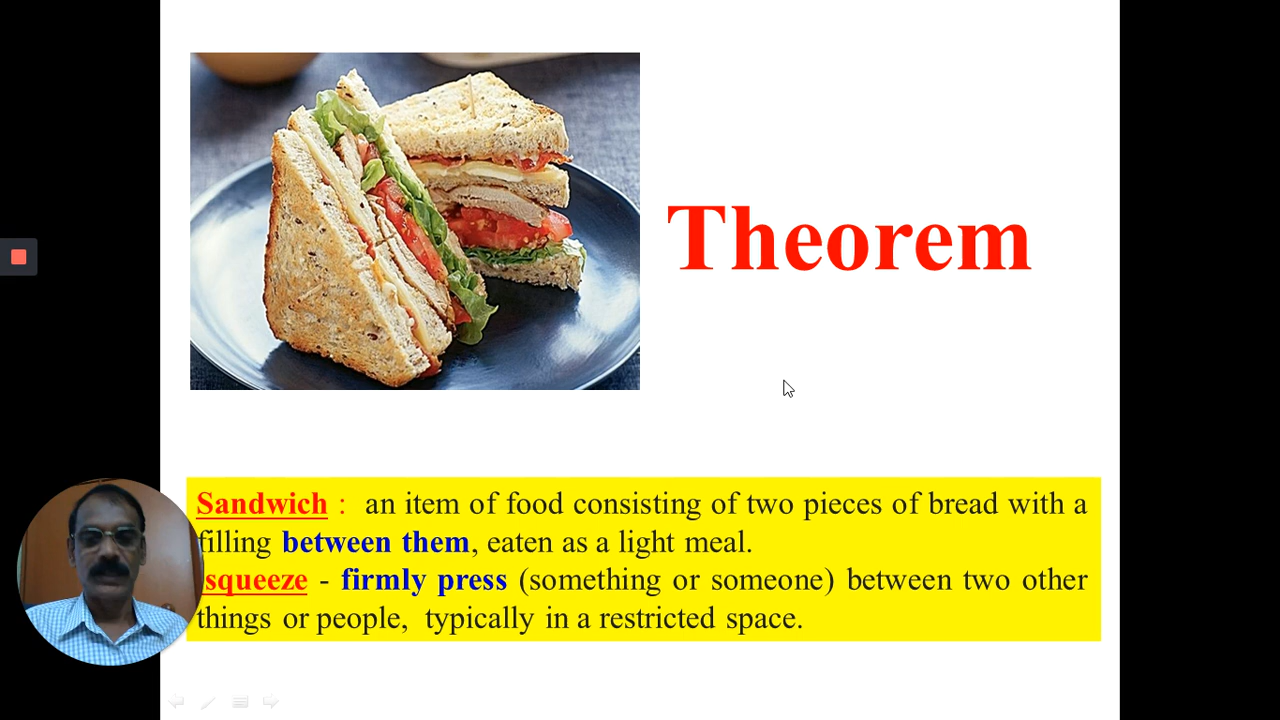 Theorem
Sandwich : an item of food consisting of two pieces of bread with a
filling between them, eaten as a light meal.
squeeze - firmly press (something or someone) between two other
things or people, typically in a restricted space.